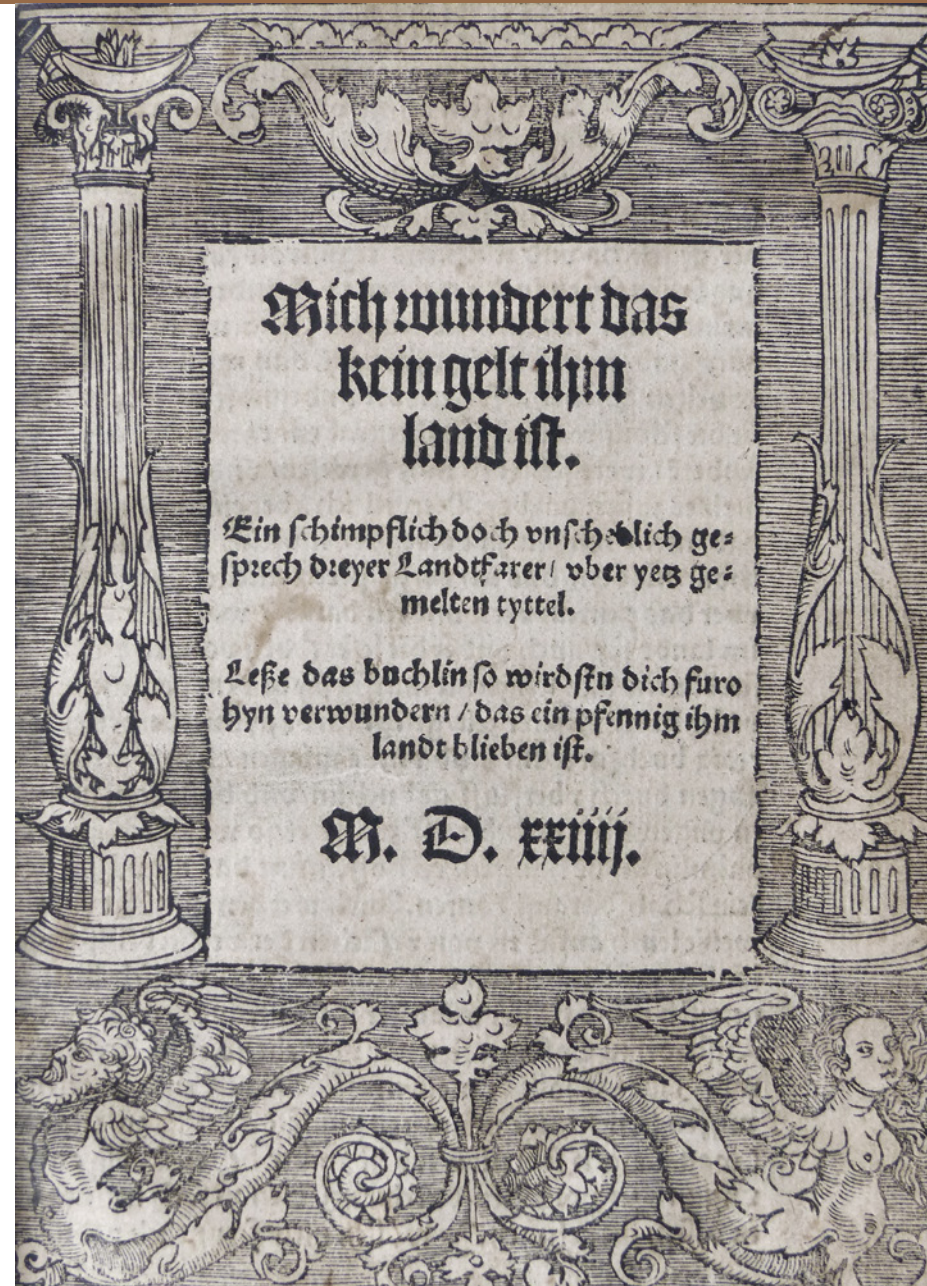 Mich wundert das
kein gelt ihm
land ist.
Ein schimpflich doch vnschedlich ge⸗
sprech dreyer Landtfarer/ vber yetz ge⸗
melten tyttel.
Leße das buchlin so wirdstu dich furo
hyn verwundern / das ein pfennig ihm
landt blieben ist.
M. D. xxiiij.